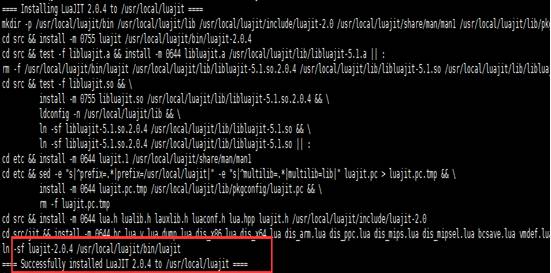 ==== Installing LuaJIT 2.0.4 to /usr/local/luajit ====
mkdir -p /usr/local/luajit/bin /usr/local/luajit/lib /usr/local/luajit/include/luajit-2.0 /usr/local/luajit/share/man/man1 /usr/local/luajit/lib/pk
cd src && install -m 0755 luajit /usr/local/luajit/bin/luajit-2.0.4
cd src && test -f libluajit.a && install -m 0644 libluajit.a /usr/local/luajit/lib/libluajit-5.1.a || :
rm -f /usr/local/luajit/bin/luajit /usr/local/luajit/lib/libluajit-5.1.so.2.0.4 /usr/local/luajit/lib/libluajit-5.1.so /usr/local/luajit/lib/liblua
cd src && test -f libluajit.so && \
install -m 0755 libluajit.so /usr/local/luajit/lib/libluajit-5.1.so.2.0.4 && \
ldconfig -n /usr/local/luajit/lib && \
ln -sf libluajit-5.1.so.2.0.4 /usr/local/luajit/lib/libluajit-5.1.so && \
ln -sf libluajit-5.1.so.2.0.4 /usr/local/luajit/lib/libluajit-5.1.so || :
cd etc && install -m 0644 luajit.1 /usr/local/luajit/share/man/man1
cd etc && sed -e "s|^prefix=.*|prefix=/usr/local/luajit|" -e "s|^multilib=.*|multilib=lib|" luajit.pc > luajit.pc.tmp && \
install -m 0644 luajit.pc.tmp /usr/local/luajit/lib/pkgconfig/luajit.pc && \
rm -f luajit.pc.tmp
cd src && install -m 0644 lua.h lualib.h lauxlib.h luaconf.h lua.hpp luajit.h /usr/local/luajit/include/luajit-2.0
cd src/jit && install -m 0644 bc.lua v.lua dump.lua dis_x86.lua dis_x64.lua dis_arm.lua dis_ppc.lua dis_mips.lua dis_mipsel.lua bcsave.lua vmdef.lu
ln -sf luajit-2.0.4 /usr/local/luajit/bin/luajit
==== Successfully installed LuaJIT 2.0.4 to /usr/local/luajit ====